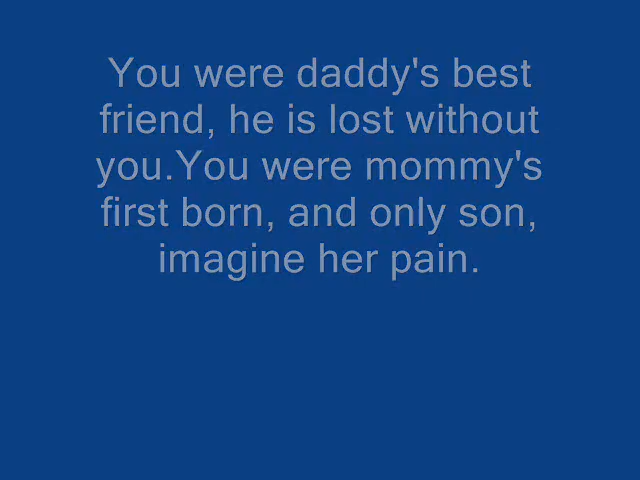 You were daddy's best
friend, he is lost without
you.You were mommy's
first born, and only son,
imagine her pain.